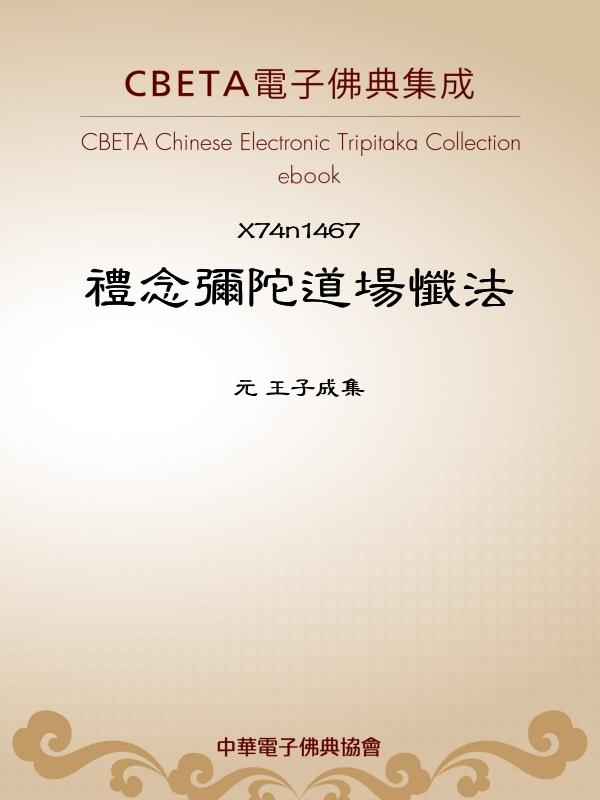 CBETA電子佛典集成
CBETA Chinese Electronic Tripitaka Collection
ebook
X74n1467
禮念彌陀道場懺法
元 王子成集
中華電子佛典協會